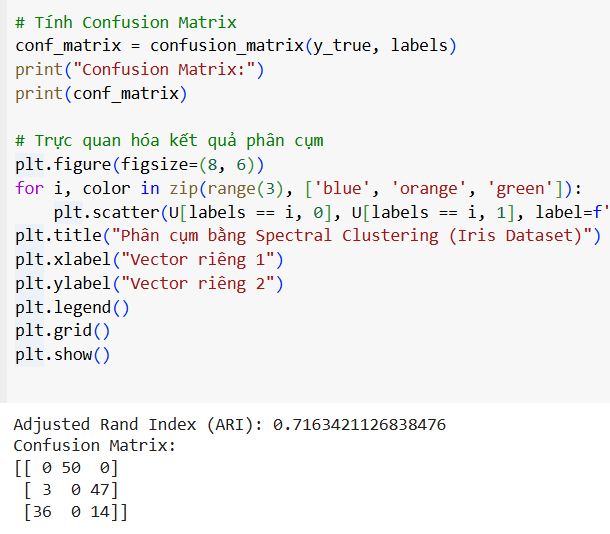 # Tính Confusion Matrix
conf_matrix = confusion_matrix(y_true, labels)
print("Confusion Matrix:")
print(conf_matrix)
# Trực quan hóa kết quả phân cụm
plt.figure(figsize=(8, 6))
for i, color in zip(range(3), ['blue', 'orange', 'green']):
    plt.scatter(U[labels == i, 0], U[labels == i, 1], label=f'
plt.title("Phân cụm bằng Spectral Clustering (Iris Dataset)")
plt.xlabel("Vector riêng 1")
plt.ylabel("Vector riêng 2")
plt.legend()
plt.grid()
plt.show()
Adjusted Rand Index (ARI): 0.7163421126838476
Confusion Matrix:
[[ 0 50  0]
 [ 3  0 47]
 [36  0 14]]